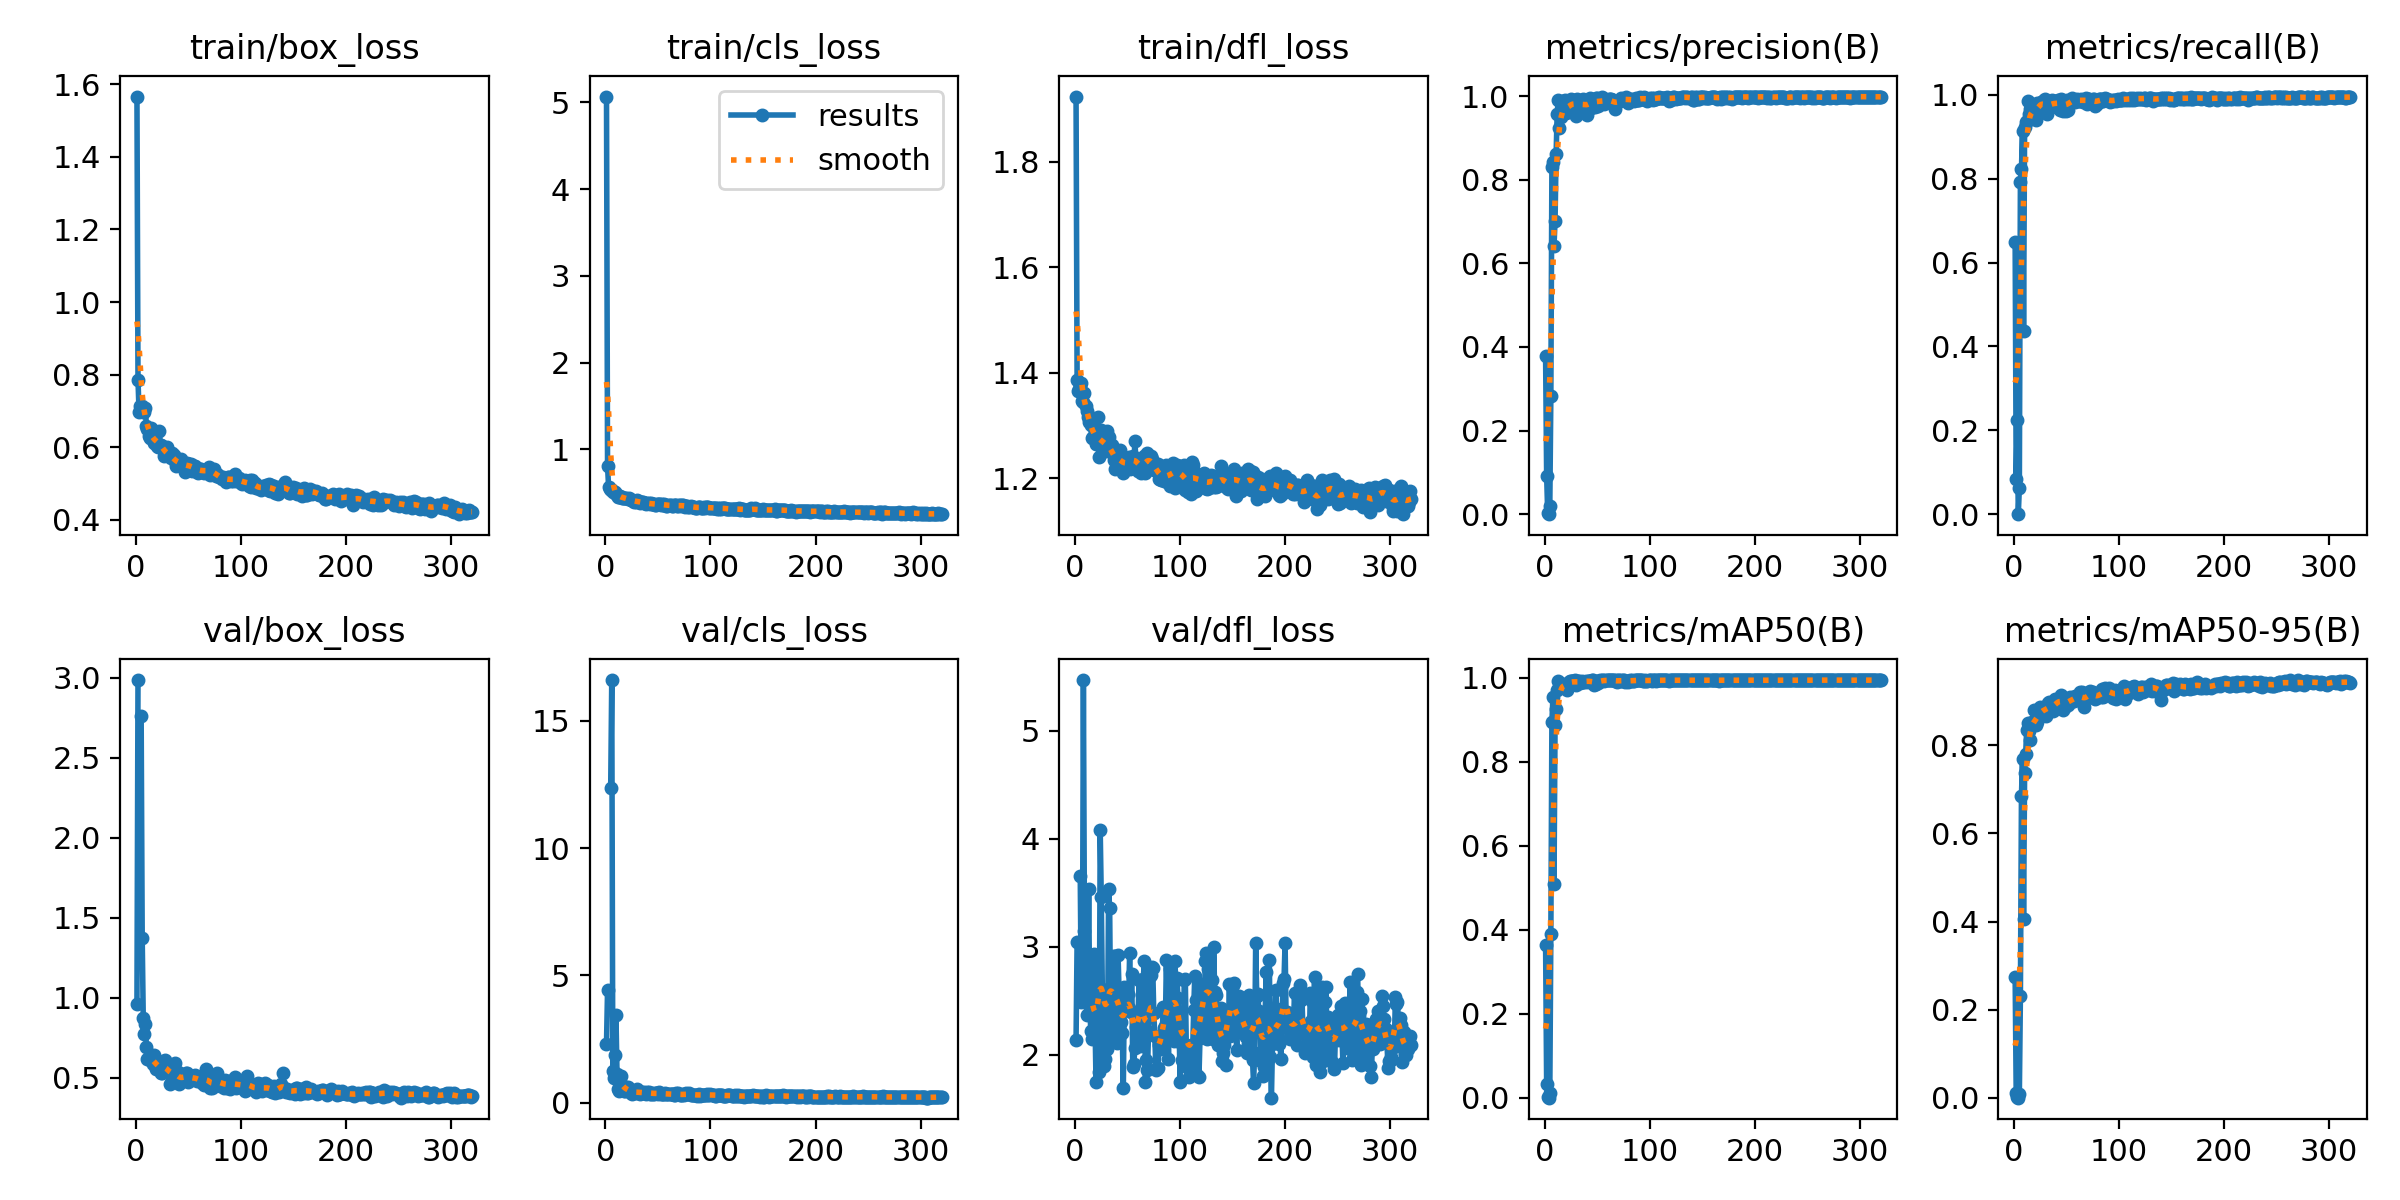 train/box_loss
1.6
1.4
1.2
1.0
0.8
0.6
0.4
0 100 200 300
train/cls_loss
results
smooth
5
4
3
2
1
0 100 200 300
train/dfl_loss
1.8
1.6
1.4
1.2
0 100 200 300
metrics/precision(B)
1.0
0.8
0.6
0.4
0.2
0.0
0 100 200 300
metrics/recall(B)
1.0
0.8
0.6
0.4
0.2
0.0
0 100 200 300
val/box_loss
3.0
2.5
2.0
1.5
1.0
0.5
0 100 200 300
val/cls_loss
15
10
5
0
0 100 200 300
val/dfl_loss
5
4
3
2
0 100 200 300
metrics/mAP50(B)
1.0
0.8
0.6
0.4
0.2
0.0
0 100 200 300
metrics/mAP50-95(B)
0.8
0.6
0.4
0.2
0.0
0 100 200 300